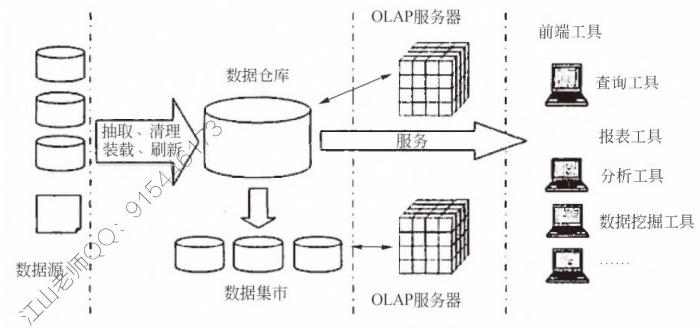 OLAP服务器
前端工具
数据仓库
查询工具
抽取、清理
装载、刷新
服务
报表工具
分析工具
数据挖掘工具
……
数据源
数据集市
OLAP服务器
江山老师QQ：915446173